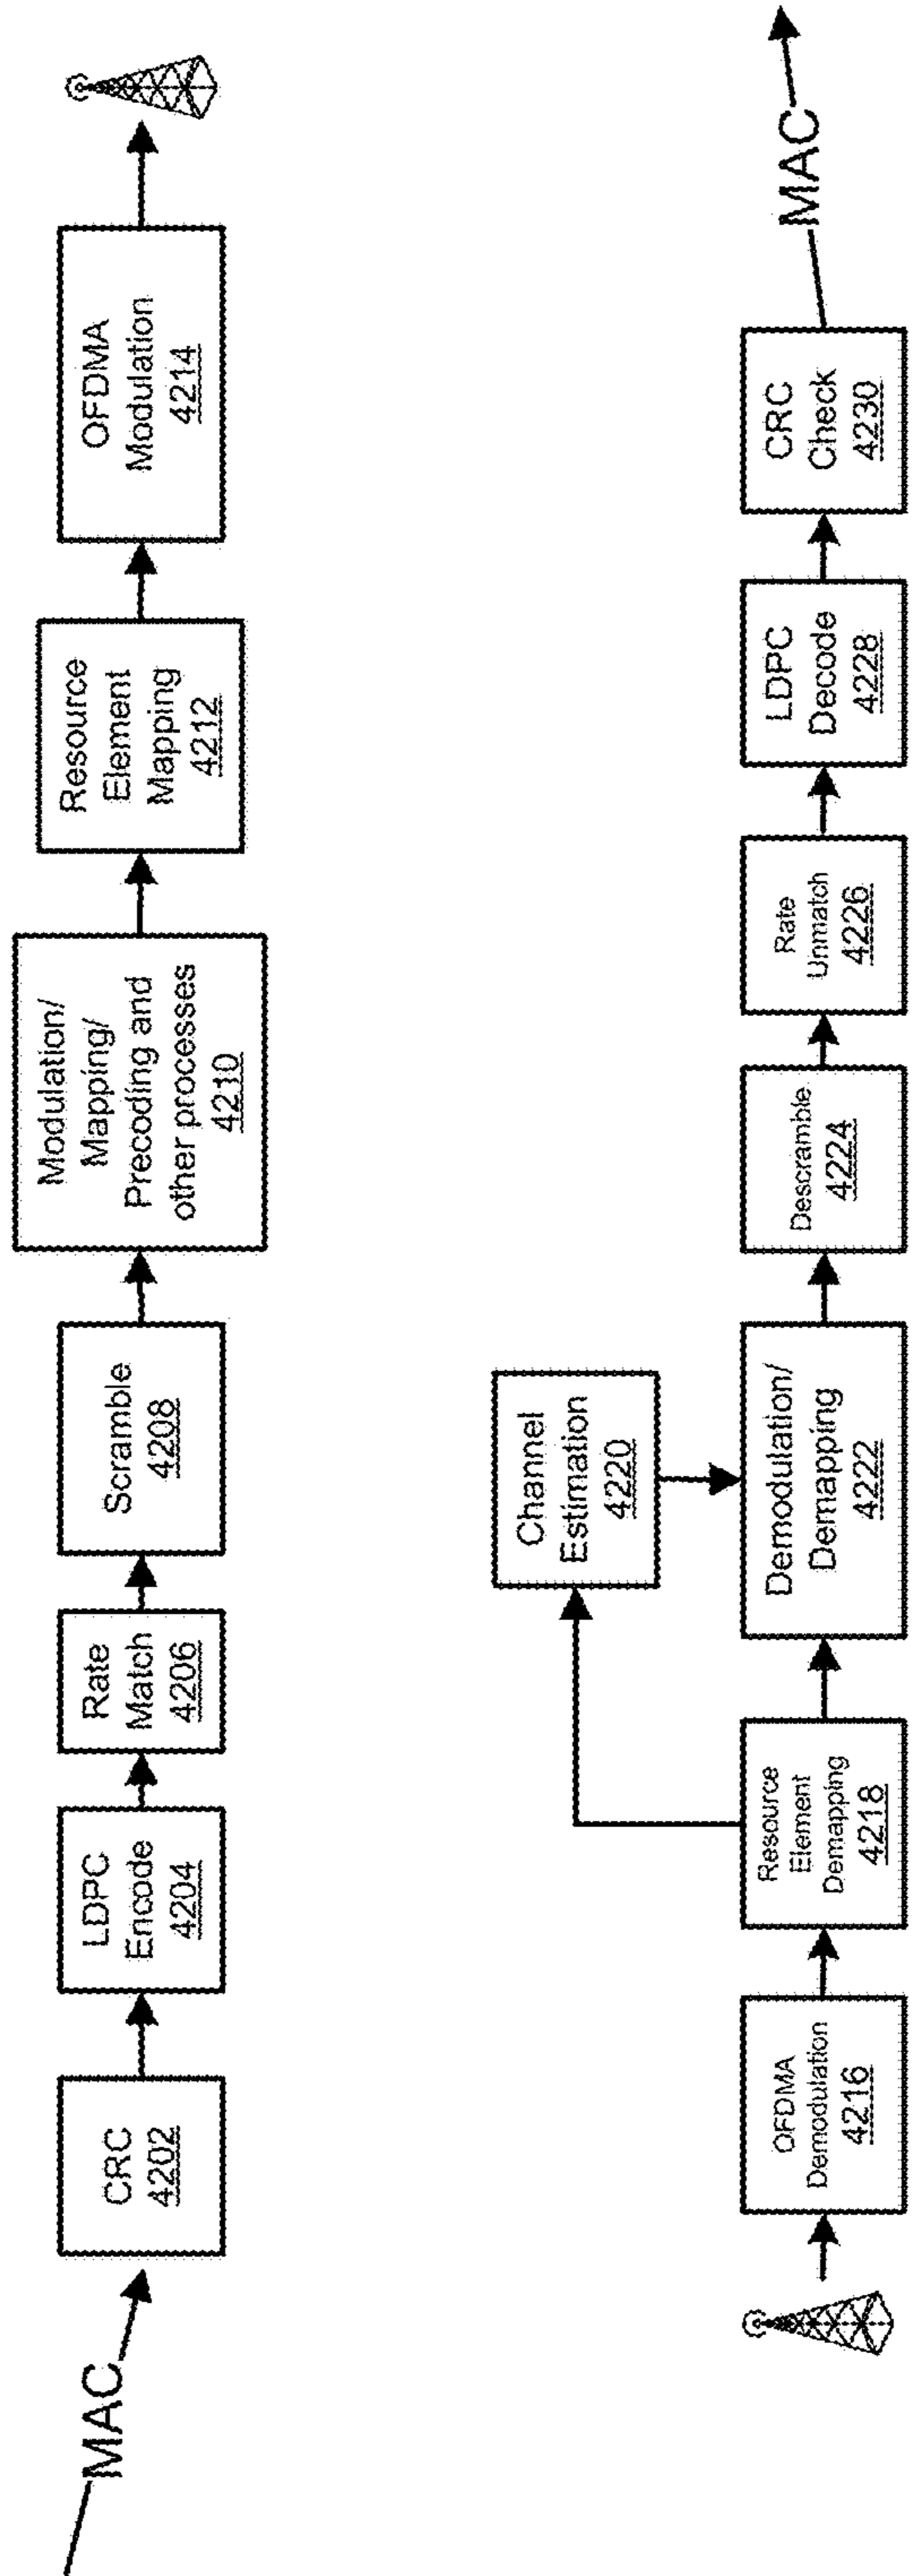 MAC
CRC
4202
LDPC
Encode
4204
Rate
Match
4206
Scramble
4208
Modulation/
Mapping/
Precoding and
other processes
4210
Resource
Element
Mapping
4212
OFDMA
Modulation
4214
OFDMA
Demodulation
4216
Resource
Element
Demapping
4218
Channel
Estimation
4220
Demodulation/
Demapping
4222
Descramble
4224
Rate
Unmatch
4226
LDPC
Decode
4228
CRC
Check
4230
MAC